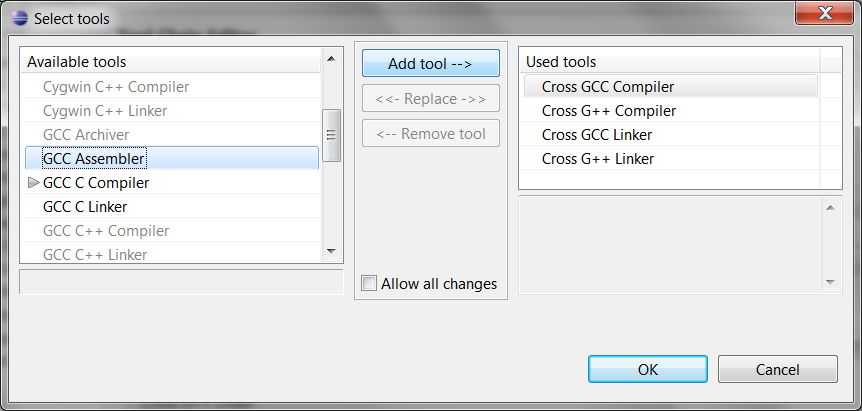 Select tools
Available tools
Cygwin C++ Compiler
Cygwin C++ Linker
GCC Archiver
GCC Assembler
GCC C Compiler
GCC C Linker
GCC C++ Compiler
GCC C++ Linker
Add tool -->
<<- Replace ->>
<-- Remove tool
Allow all changes
Used tools
Cross GCC Compiler
Cross G++ Compiler
Cross GCC Linker
Cross G++ Linker
OK
Cancel